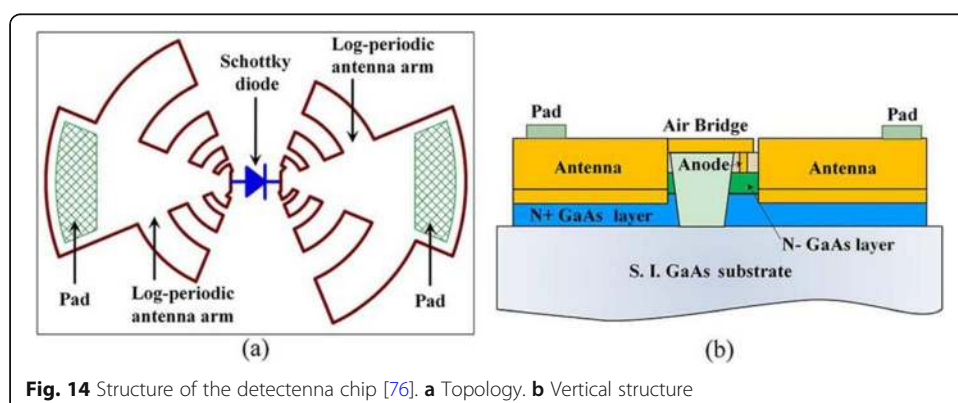 Schottky
diode
Log-periodic
antenna arm
Pad
Log-periodic
antenna arm
Pad
(a)
Pad
Pad
Air Bridge
Antenna
Anode
Antenna
N+ GaAs layer
N- GaAs layer
S. I. GaAs substrate
(b)
Fig. 14 Structure of the detectenna chip [76]. a Topology. b Vertical structure